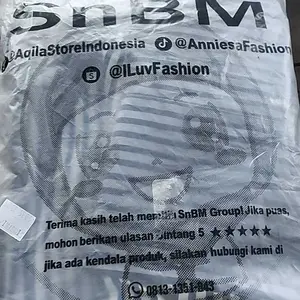 SnBM
@AqilaStoreIndonesia @AnniesaFashion
@ILuvFashion
Terima kasih telah SnBM Group! Jika puas,
mohon berikan ulasan bintang 5 ★★★★★
jika ada kendala produk, silakan hubungi kami di